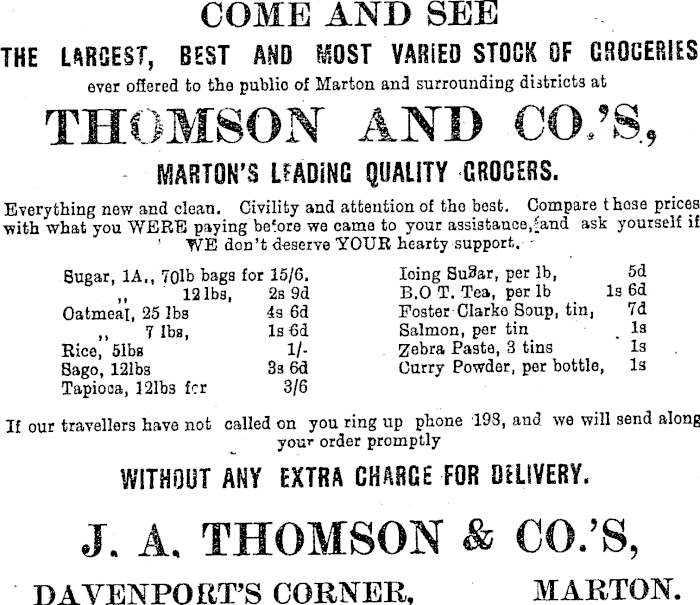 COME AND SEE
THE LARGEST, BEST AND MOST VARIED STOCK OF GROCERIES
ever offered to the public of Marton and surrounding districts at
THOMSON AND CO.'S,
MARTON'S LEADING QUALITY GROCERS.
Everything new and clean. Civility and attention of the best. Compare these prices
with what you WERE paying before we came to your assistance, and ask yourself if
WE don't deserve YOUR hearty support.
Sugar, 1A., 70lb bags for 15/6.
,, 12 lbs, 2s 9d
Oatmeal, 25 lbs 4s 6d
,, 7 lbs, 1s 6d
Rice, 5lbs 1/-
Sago, 12lbs 3s 6d
Tapioca, 12lbs for 3/6
Icing Sugar, per lb, 5d
B.O T. Tea, per lb 1s 6d
Foster Clarke Soup, tin, 7d
Salmon, per tin 1s
Zebra Paste, 3 tins 1s
Curry Powder, per bottle, 1s
If our travellers have not called on you ring up phone 193, and we will send along
your order promptly
WITHOUT ANY EXTRA CHARGE FOR DELIVERY.
J. A. THOMSON & CO.'S,
DAVENPORT'S CORNER, MARTON.